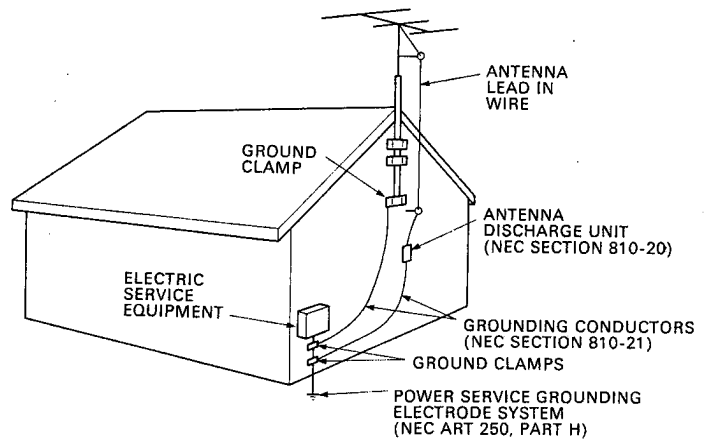 ANTENNA
LEAD IN
WIRE
GROUND
CLAMP
ANTENNA
DISCHARGE UNIT
(NEC SECTION 810-20)
ELECTRIC
SERVICE
EQUIPMENT
GROUNDING CONDUCTORS
(NEC SECTION 810-21)
GROUND CLAMPS
POWER SERVICE GROUNDING
ELECTRODE SYSTEM
(NEC ART 250, PART H)